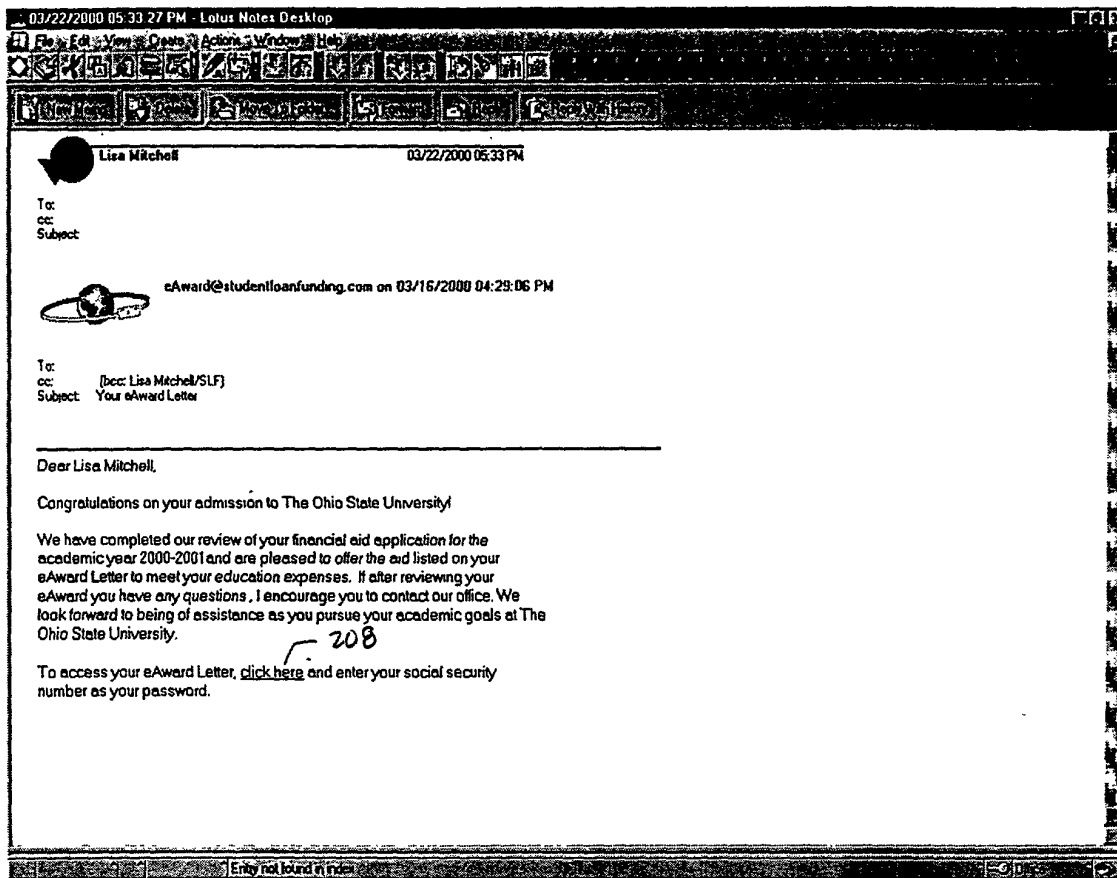 03/22/2000 05:33 27 PM - Lotus Notes Desktop
File Edit View Create Actions Window Help
Lisa Mitchell 03/22/2000 05:33 PM
To:
cc:
Subject:
eAward@studentloanfunding.com on 03/16/2000 04:29:06 PM
To:
cc: (bcc: Lisa Mitchell/SLF)
Subject: Your eAward Letter
Dear Lisa Mitchell,
Congratulations on your admission to The Ohio State University!
We have completed our review of your financial aid application for the
academic year 2000-2001 and are pleased to offer the aid listed on your
eAward Letter to meet your education expenses. If after reviewing your
eAward you have any questions, I encourage you to contact our office. We
look forward to being of assistance as you pursue your academic goals at The
Ohio State University.
208
To access your eAward Letter, click here and enter your social security
number as your password.
Entry not found in index